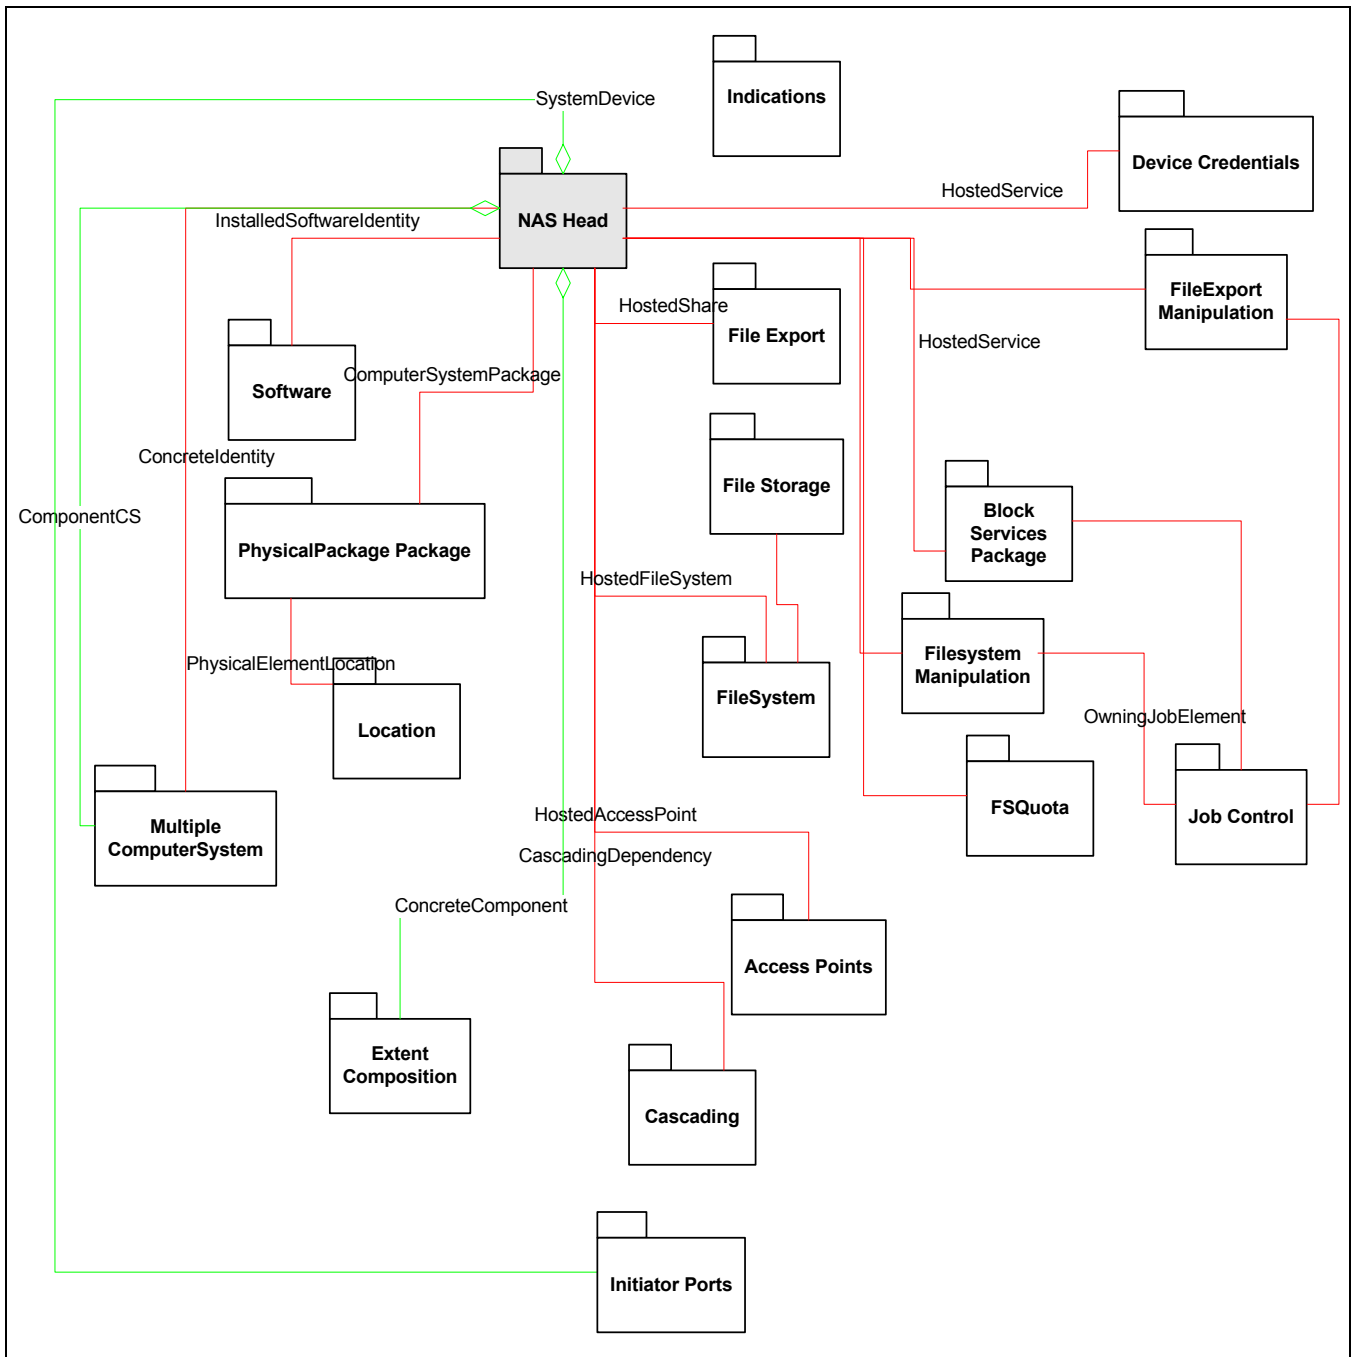 Indications
SystemDevice
Device Credentials
HostedService
NAS Head
InstalledSoftwareIdentity
FileExport
Manipulation
HostedShare
File Export
HostedService
ComputerSystemPackage
Software
ConcreteIdentity
File Storage
ComponentCS
Block
Services
Package
PhysicalPackage Package
HostedFileSystem
PhysicalElementLocation
Filesystem
Manipulation
FileSystem
OwningJobElement
Location
HostedAccessPoint
FSQuota
Job Control
Multiple
ComputerSystem
CascadingDependency
ConcreteComponent
Access Points
Extent
Composition
Cascading
Initiator Ports